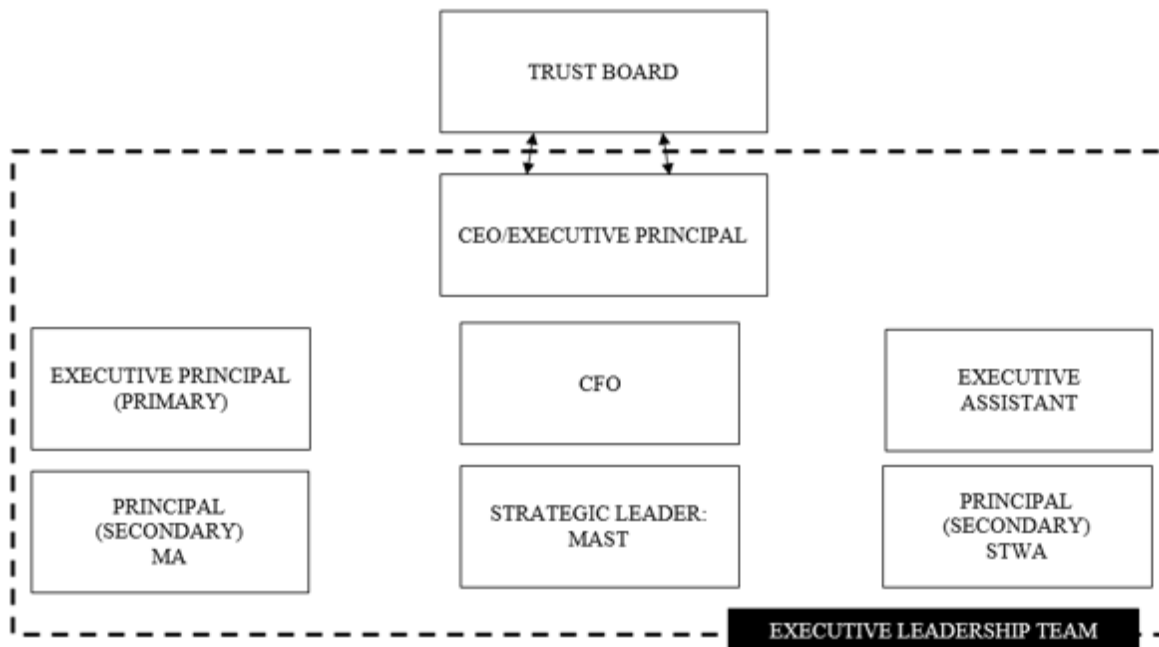 TRUST BOARD
CEO/EXECUTIVE PRINCIPAL
EXECUTIVE PRINCIPAL
(PRIMARY)
CFO
EXECUTIVE
ASSISTANT
PRINCIPAL
(SECONDARY)
MA
STRATEGIC LEADER:
MAST
PRINCIPAL
(SECONDARY)
STWA
EXECUTIVE LEADERSHIP TEAM